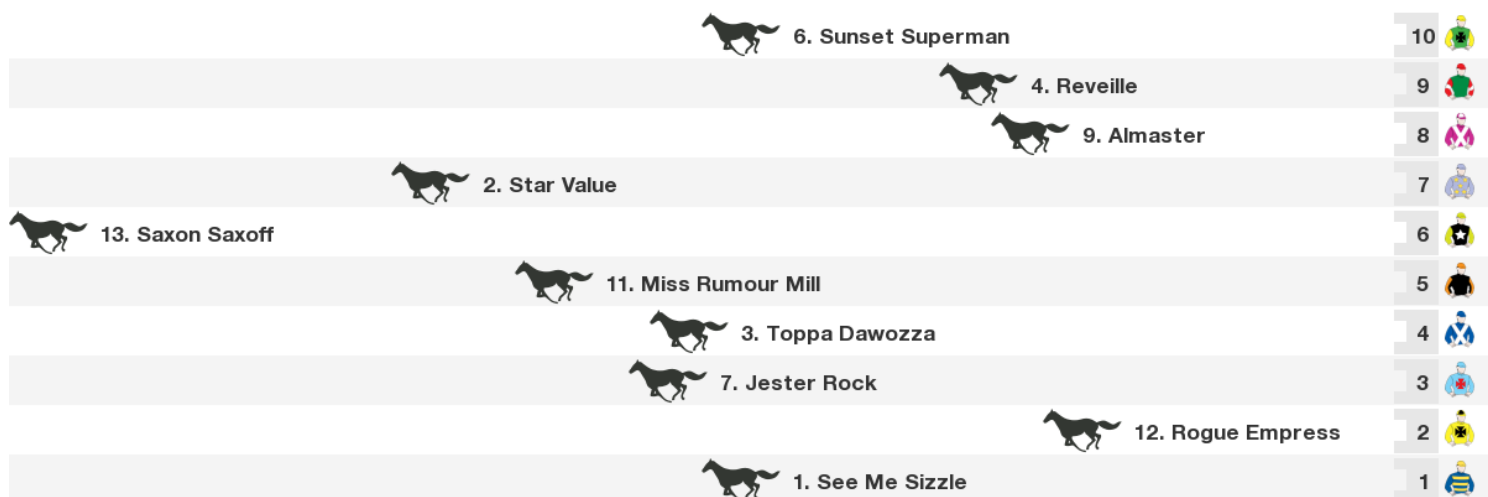 6. Sunset Superman 10
4. Reveille 9
9. Almaster 8
2. Star Value 7
13. Saxon Saxoff 6
11. Miss Rumour Mill 5
3. Toppa Dawozza 4
7. Jester Rock 3
12. Rogue Empress 2
1. See Me Sizzle 1